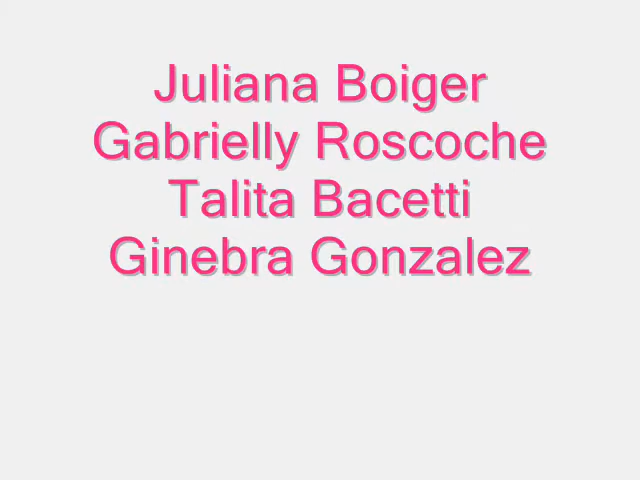 Juliana Boiger
Gabrielly Roscoche
Talita Bacetti
Ginebra Gonzalez